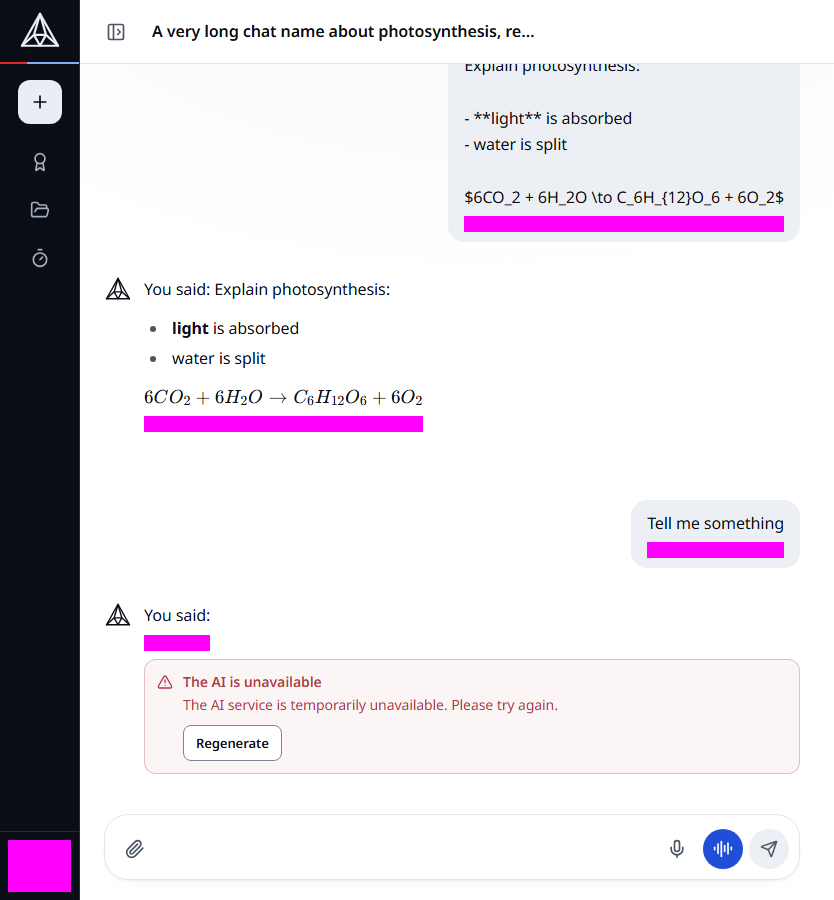 A very long chat name about photosynthesis, re...
Explain photosynthesis:
- **light** is absorbed
- water is split
$6CO_2 + 6H_2O \to C_6H_{12}O_6 + 6O_2$
You said: Explain photosynthesis:
• light is absorbed
• water is split
6CO₂ + 6H₂O → C₆H₁₂O₆ + 6O₂
Tell me something
You said:
The AI is unavailable
The AI service is temporarily unavailable. Please try again.
Regenerate